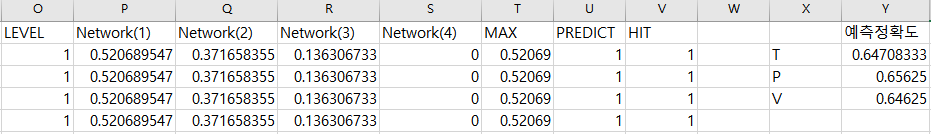 O P Q R S T U V W X Y
LEVEL Network(1) Network(2) Network(3) Network(4) MAX PREDICT HIT 예측정확도
1 0.520689547 0.371658355 0.136306733 0 0.52069 1 1 T 0.64708333
1 0.520689547 0.371658355 0.136306733 0 0.52069 1 1 P 0.65625
1 0.520689547 0.371658355 0.136306733 0 0.52069 1 1 V 0.64625
1 0.520689547 0.371658355 0.136306733 0 0.52069 1 1